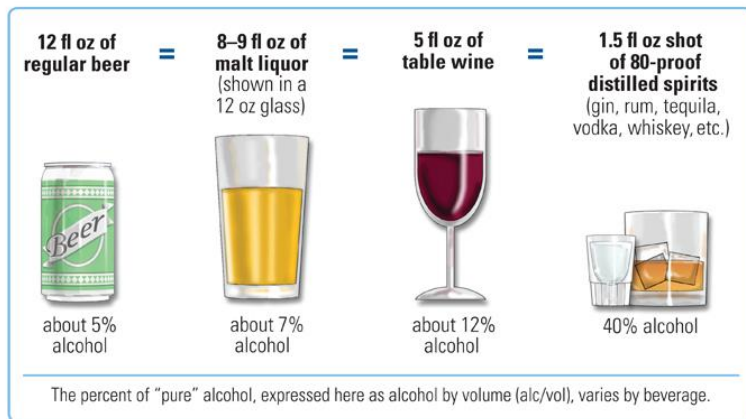 12 fl oz of
regular beer
=
8–9 fl oz of
malt liquor
(shown in a
12 oz glass)
=
5 fl oz of
table wine
=
1.5 fl oz shot
of 80-proof
distilled spirits
(gin, rum, tequila,
vodka, whiskey, etc.)
Beer
about 5%
alcohol
about 7%
alcohol
about 12%
alcohol
40% alcohol
The percent of “pure” alcohol, expressed here as alcohol by volume (alc/vol), varies by beverage.